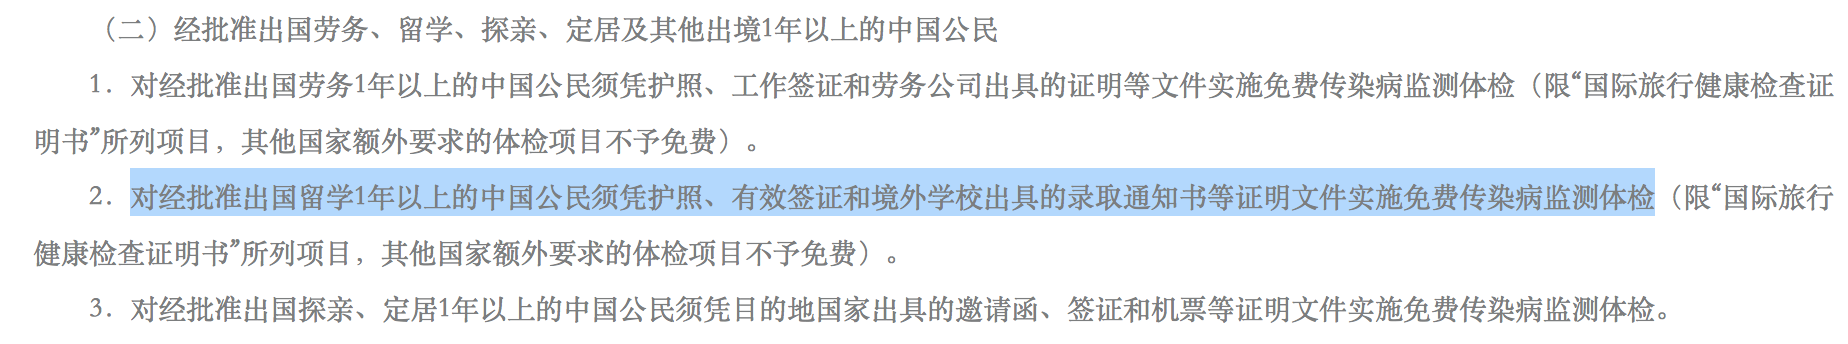 （二）经批准出国劳务、留学、探亲、定居及其他出境1年以上的中国公民
1．对经批准出国劳务1年以上的中国公民须凭护照、工作签证和劳务公司出具的证明等文件实施免费传染病监测体检（限“国际旅行健康检查证
明书”所列项目，其他国家额外要求的体检项目不予免费）。
2．对经批准出国留学1年以上的中国公民须凭护照、有效签证和境外学校出具的录取通知书等证明文件实施免费传染病监测体检（限“国际旅行
健康检查证明书”所列项目，其他国家额外要求的体检项目不予免费）。
3．对经批准出国探亲、定居1年以上的中国公民须凭目的地国家出具的邀请函、签证和机票等证明文件实施免费传染病监测体检。